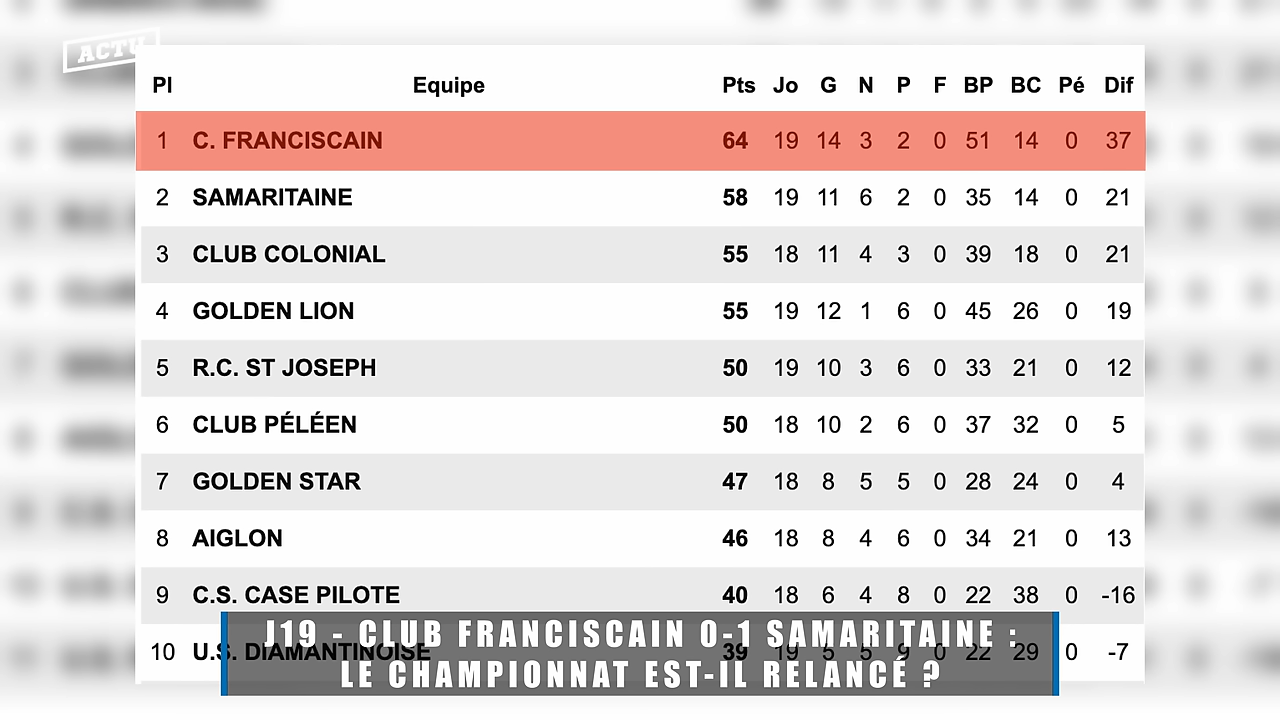 ACTU
Pl Equipe Pts Jo G N P F BP BC Pé Dif
1 C. FRANCISCAIN 64 19 14 3 2 0 51 14 0 37
2 SAMARITAINE 58 19 11 6 2 0 35 14 0 21
3 CLUB COLONIAL 55 18 11 4 3 0 39 18 0 21
4 GOLDEN LION 55 19 12 1 6 0 45 26 0 19
5 R.C. ST JOSEPH 50 19 10 3 6 0 33 21 0 12
6 CLUB PÉLÉEN 50 18 10 2 6 0 37 32 0 5
7 GOLDEN STAR 47 18 8 5 5 0 28 24 0 4
8 AIGLON 46 18 8 4 6 0 34 21 0 13
9 C.S. CASE PILOTE 40 18 6 4 8 0 22 38 0 -16
10 U.S. DIAMANTINOISE 39 19 5 5 9 0 22 29 0 -7
J19 - CLUB FRANCISCAIN 0-1 SAMARITAINE :
LE CHAMPIONNAT EST-IL RELANCÉ ?